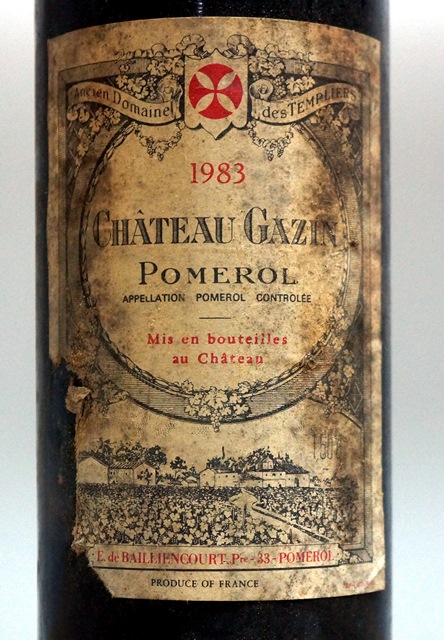 Ancien Domaine des TEMPLIERS
1983
CHÂTEAU GAZIN
POMEROL
APPELLATION POMEROL CONTROLÉE
Mis en bouteilles
au Château
E. de BAILLIENCOURT, Pre - 33 - POMEROL
PRODUCE OF FRANCE